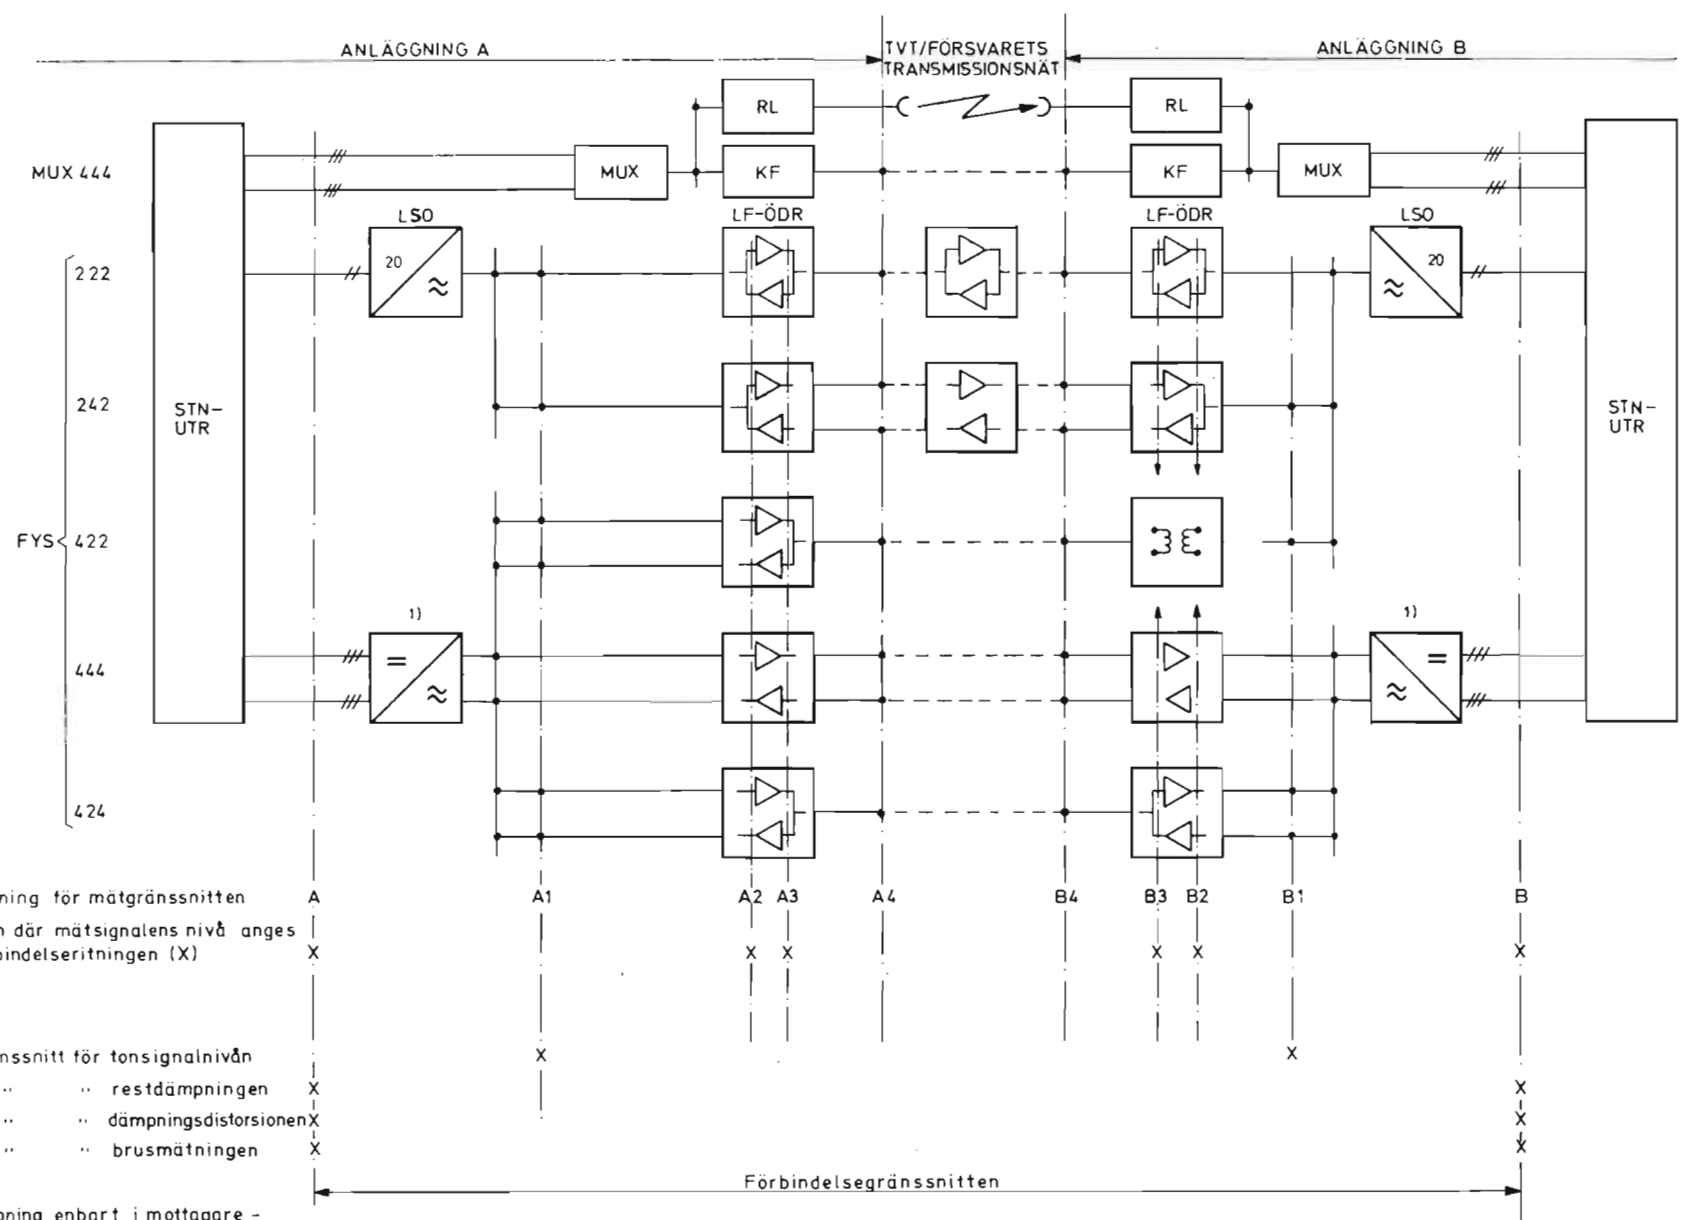 ANLÄGGNING A
TVT/FÖRSVARETS
TRANSMISSIONSNÄT
ANLÄGGNING B
RL
RL
MUX 444
MUX
KF
KF
MUX
LSO
LF-ÖDR
LF-ÖDR
LSO
222
20
20
242
STN-
UTR
STN-
UTR
FYS
422
1)
1)
444
424
ning för mätgränssnitten
A
A1
A2
A3
A4
B4
B3
B2
B1
B
n där mätsignalens nivå anges
bindelseritningen (X)
X
X
X
X
X
X
nssnitt för tonsignalnivån
X
X
" " restdämpningen
X
X
" " dämpningsdistorsionen
X
X
" " brusmätningen
X
X
Förbindelsegränssnitten
ning enbart i mottagare -